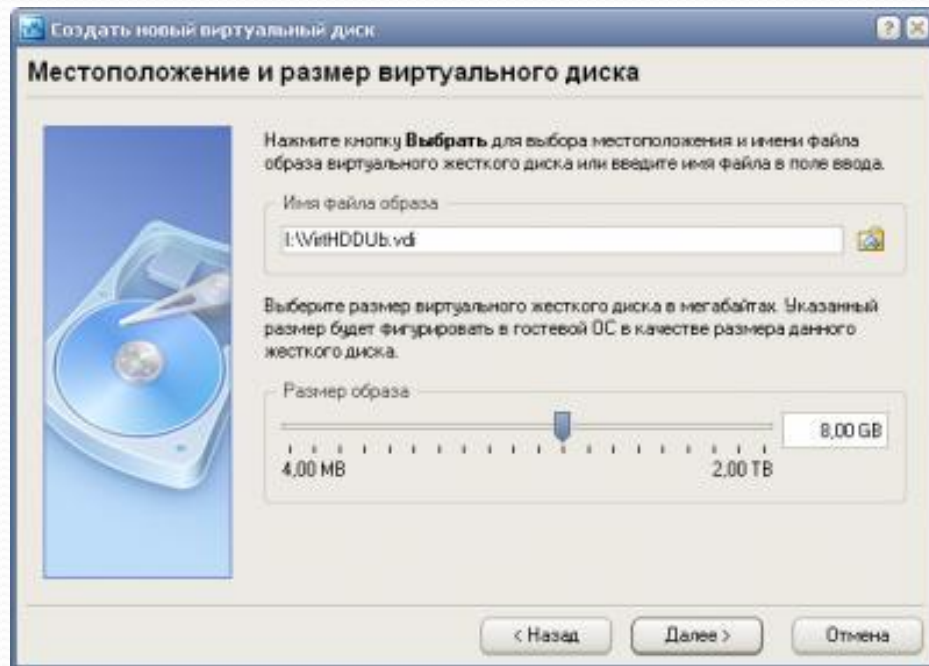 Создать новый виртуальный диск
Местоположение и размер виртуального диска
Нажмите кнопку Выбрать для выбора местоположения и имени файла
образа виртуального жесткого диска или введите имя файла в поле ввода.
Имя файла образа
I:\VirtHDDUb.vdi
Выберите размер виртуального жесткого диска в мегабайтах. Указанный
размер будет фигурировать в гостевой ОС в качестве размера данного
жесткого диска.
Размер образа
8,00 GB
4,00 MB 2,00 TB
< Назад Далее > Отмена